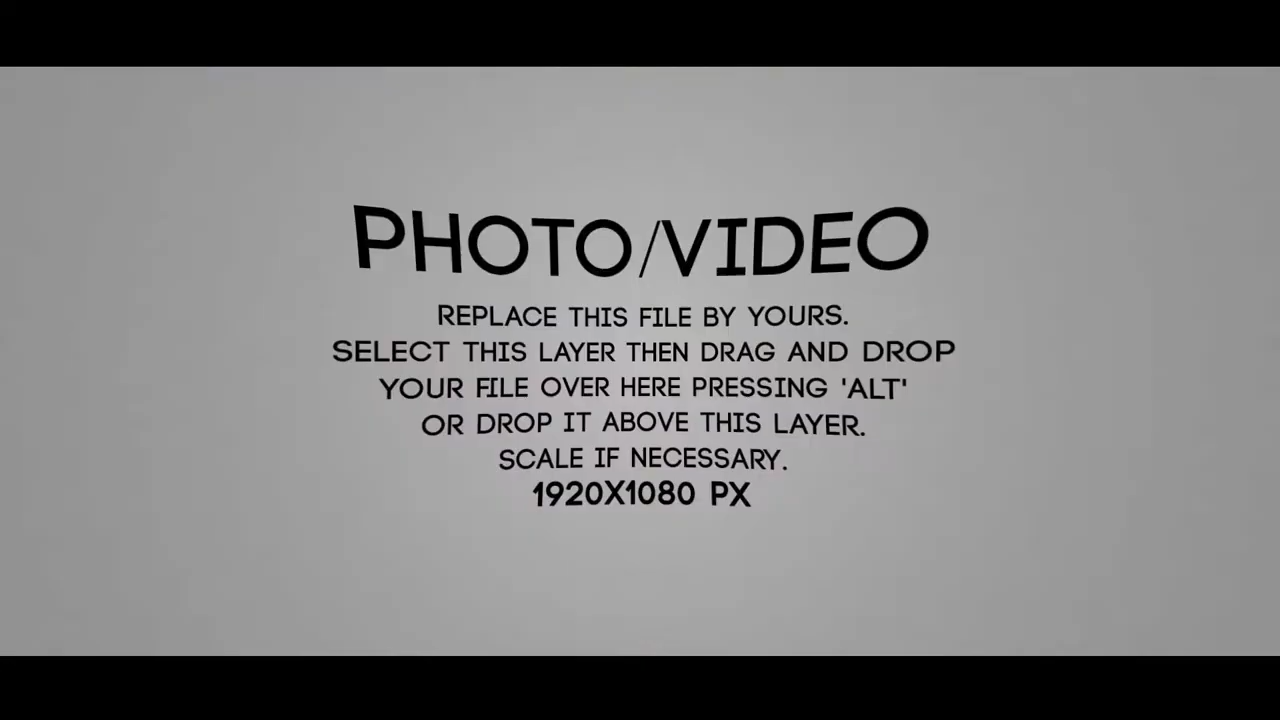 PHOTO/VIDEO
REPLACE THIS FILE BY YOURS.
SELECT THIS LAYER THEN DRAG AND DROP
YOUR FILE OVER HERE PRESSING 'ALT'
OR DROP IT ABOVE THIS LAYER.
SCALE IF NECESSARY.
1920X1080 PX